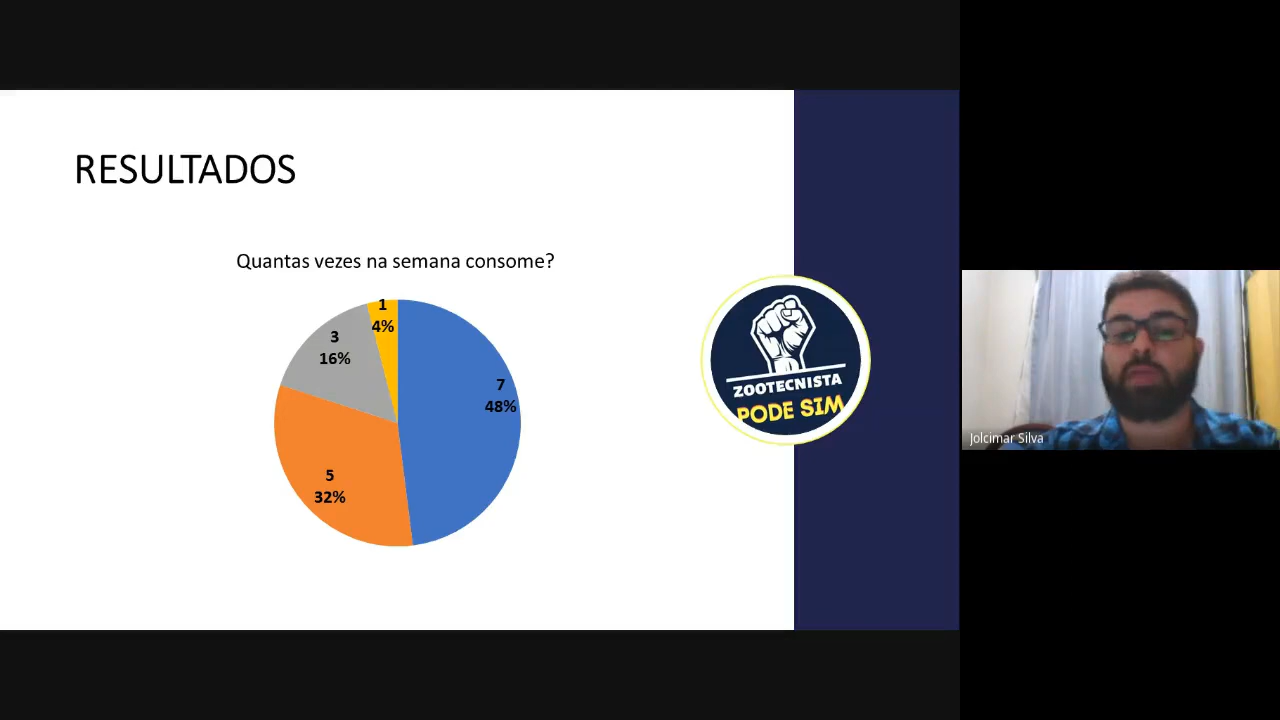 RESULTADOS
Quantas vezes na semana consome?
1
4%
3
16%
7
48%
5
32%
ZOOTECNISTA
PODE SIM
Jolcimar Silva